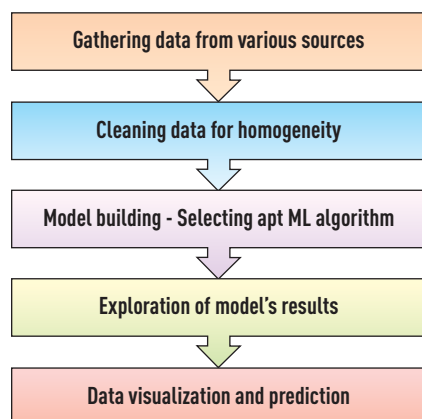 Gathering data from various sources
Cleaning data for homogeneity
Model building - Selecting apt ML algorithm
Exploration of model’s results
Data visualization and prediction